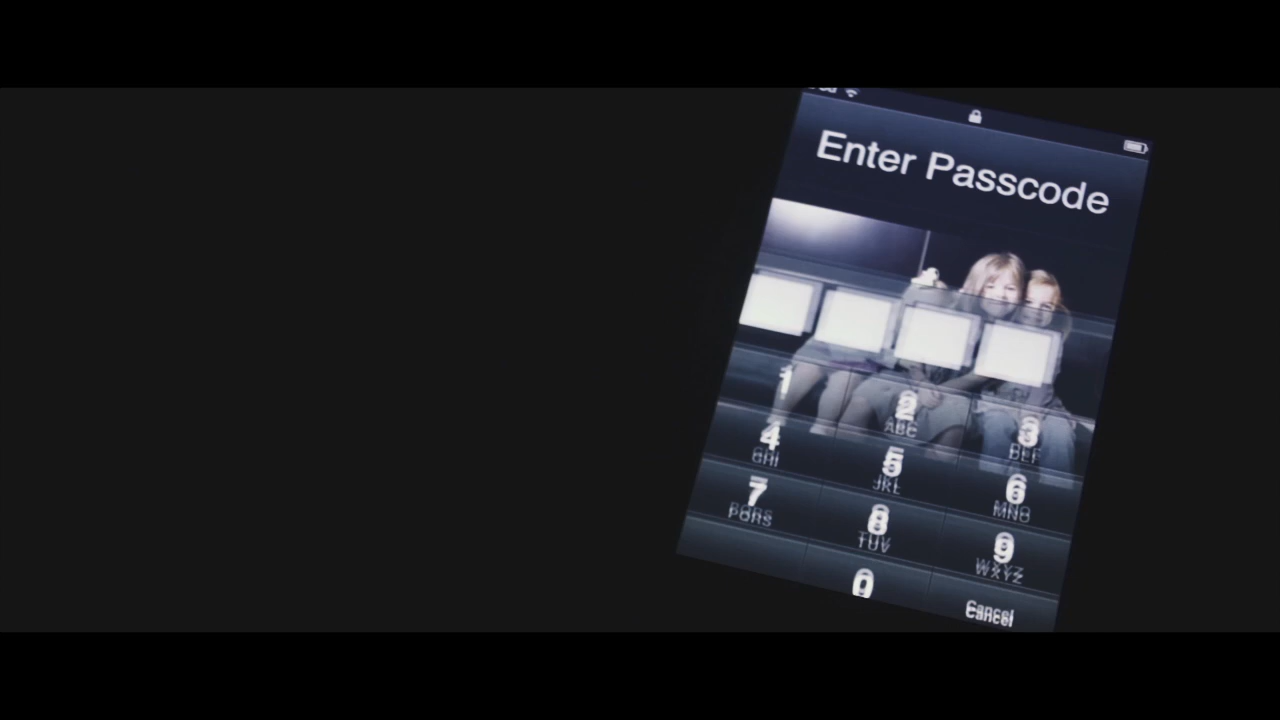 Enter Passcode
1
2
ABC
3
DEF
4
GHI
5
JKL
6
MNO
7
PQRS
8
TUV
9
WXYZ
0
Cancel